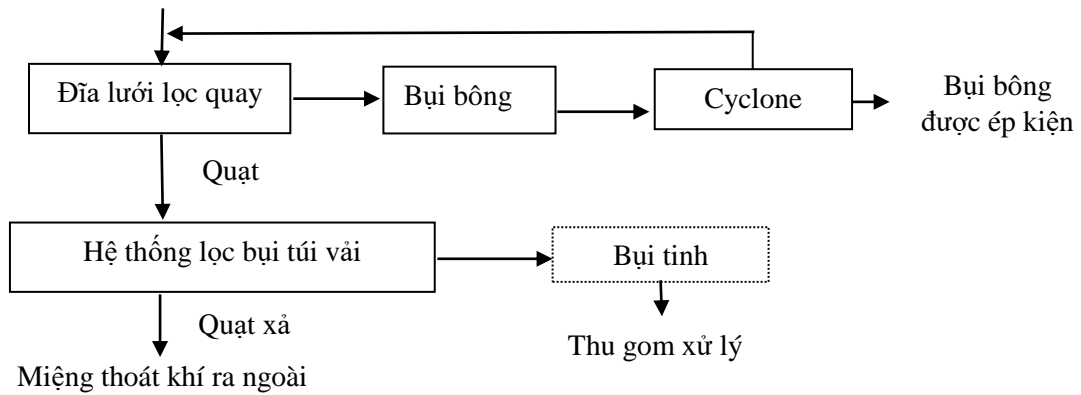 Đĩa lưới lọc quay
Bụi bông
Cyclone
Bụi bông
được ép kiện
Quạt
Hệ thống lọc bụi túi vải
Bụi tinh
Quạt xả
Thu gom xử lý
Miệng thoát khí ra ngoài